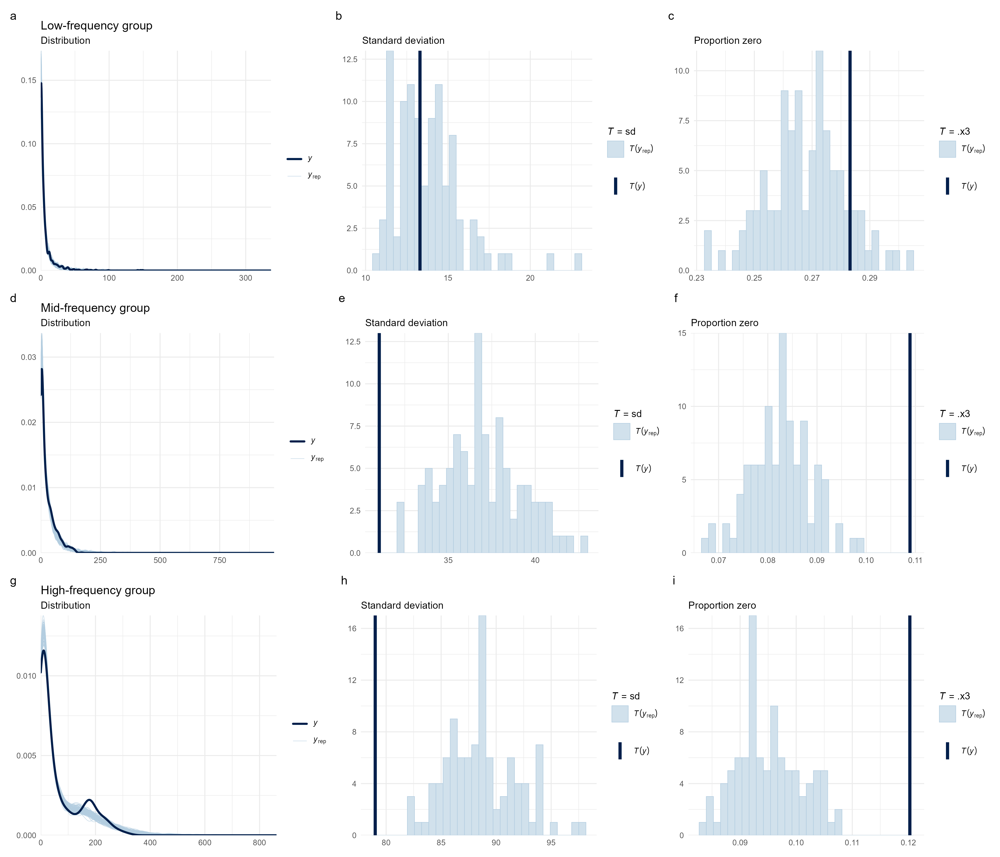 a
Low-frequency group
Distribution
0.15
0.10
0.05
0.00
0 100 200 300
y
yrep
b
Standard deviation
12.5
10.0
7.5
5.0
2.5
0.0
10 15 20
T = sd
T(yrep)
T(y)
c
Proportion zero
10.0
7.5
5.0
2.5
0.0
0.23 0.25 0.27 0.29
T = .x3
T(yrep)
T(y)
d
Mid-frequency group
Distribution
0.03
0.02
0.01
0.00
0 250 500 750
y
yrep
e
Standard deviation
12.5
10.0
7.5
5.0
2.5
0.0
35 40
T = sd
T(yrep)
T(y)
f
Proportion zero
15
10
5
0
0.07 0.08 0.09 0.10 0.11
T = .x3
T(yrep)
T(y)
g
High-frequency group
Distribution
0.010
0.005
0.000
0 200 400 600 800
y
yrep
h
Standard deviation
16
12
8
4
0
80 85 90 95
T = sd
T(yrep)
T(y)
i
Proportion zero
16
12
8
4
0
0.09 0.10 0.11 0.12
T = .x3
T(yrep)
T(y)